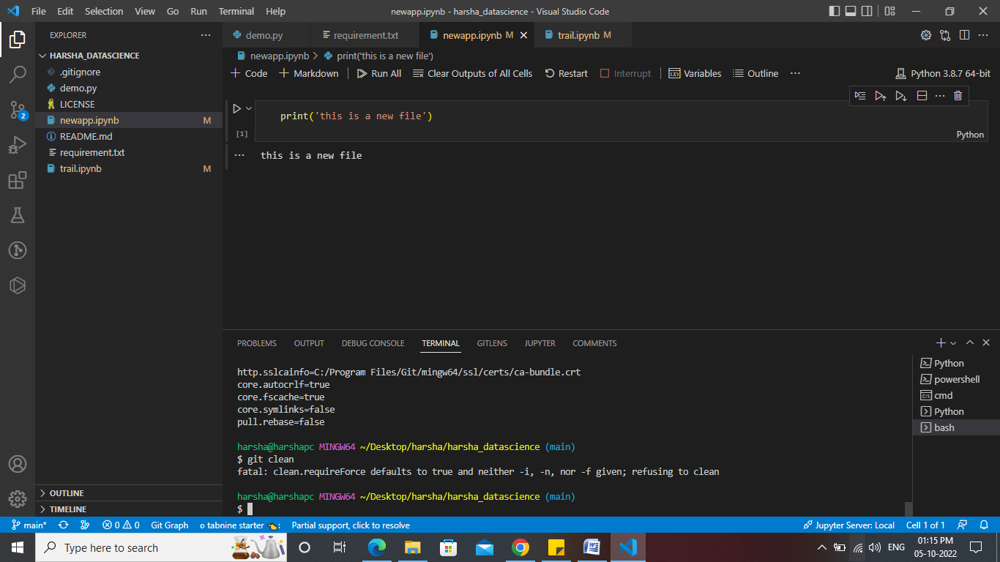 File Edit Selection View Go Run Terminal Help newapp.ipynb - harsha_datascience - Visual Studio Code
EXPLORER
HARSHA_DATASCIENCE
.gitignore
demo.py
LICENSE
newapp.ipynb M
README.md
requirement.txt
trail.ipynb M
OUTLINE
TIMELINE
2
demo.py requirement.txt newapp.ipynb M trail.ipynb M
newapp.ipynb > print('this is a new file')
Code Markdown Run All Clear Outputs of All Cells Restart Interrupt Variables Outline Python 3.8.7 64-bit
print('this is a new file')
[1] Python
this is a new file
PROBLEMS OUTPUT DEBUG CONSOLE TERMINAL GITLENS JUPYTER COMMENTS
http.sslcainfo=C:/Program Files/Git/mingw64/ssl/certs/ca-bundle.crt
core.autocrlf=true
core.fscache=true
core.symlinks=false
pull.rebase=false
harsha@harshapc MINGW64 ~/Desktop/harsha/harsha_datascience (main)
$ git clean
fatal: clean.requireForce defaults to true and neither -i, -n, nor -f given; refusing to clean
harsha@harshapc MINGW64 ~/Desktop/harsha/harsha_datascience (main)
$
Python
powershell
cmd
Python
bash
main* 0 0 Git Graph tabnine starter Partial support, click to resolve Jupyter Server: Local Cell 1 of 1
Type here to search ENG 01:15 PM
05-10-2022